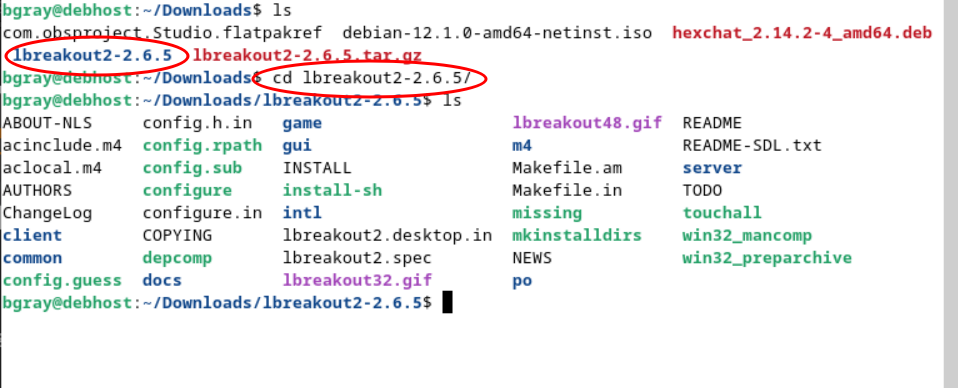 bgray@debhost:~/Downloads$ ls
com.obsproject.Studio.flatpakref  debian-12.1.0-amd64-netinst.iso  hexchat_2.14.2-4_amd64.deb
lbreakout2-2.6.5  lbreakout2-2.6.5.tar.gz
bgray@debhost:~/Downloads$ cd lbreakout2-2.6.5/
bgray@debhost:~/Downloads/lbreakout2-2.6.5$ ls
ABOUT-NLS     config.h.in   game                   lbreakout48.gif  README
acinclude.m4  config.rpath  gui                    m4               README-SDL.txt
aclocal.m4    config.sub    INSTALL                Makefile.am      server
AUTHORS       configure     install-sh             Makefile.in      TODO
ChangeLog     configure.in  intl                   missing          touchall
client        COPYING       lbreakout2.desktop.in  mkinstalldirs    win32_mancomp
common        depcomp       lbreakout2.spec        NEWS             win32_preparchive
config.guess  docs          lbreakout32.gif        po
bgray@debhost:~/Downloads/lbreakout2-2.6.5$